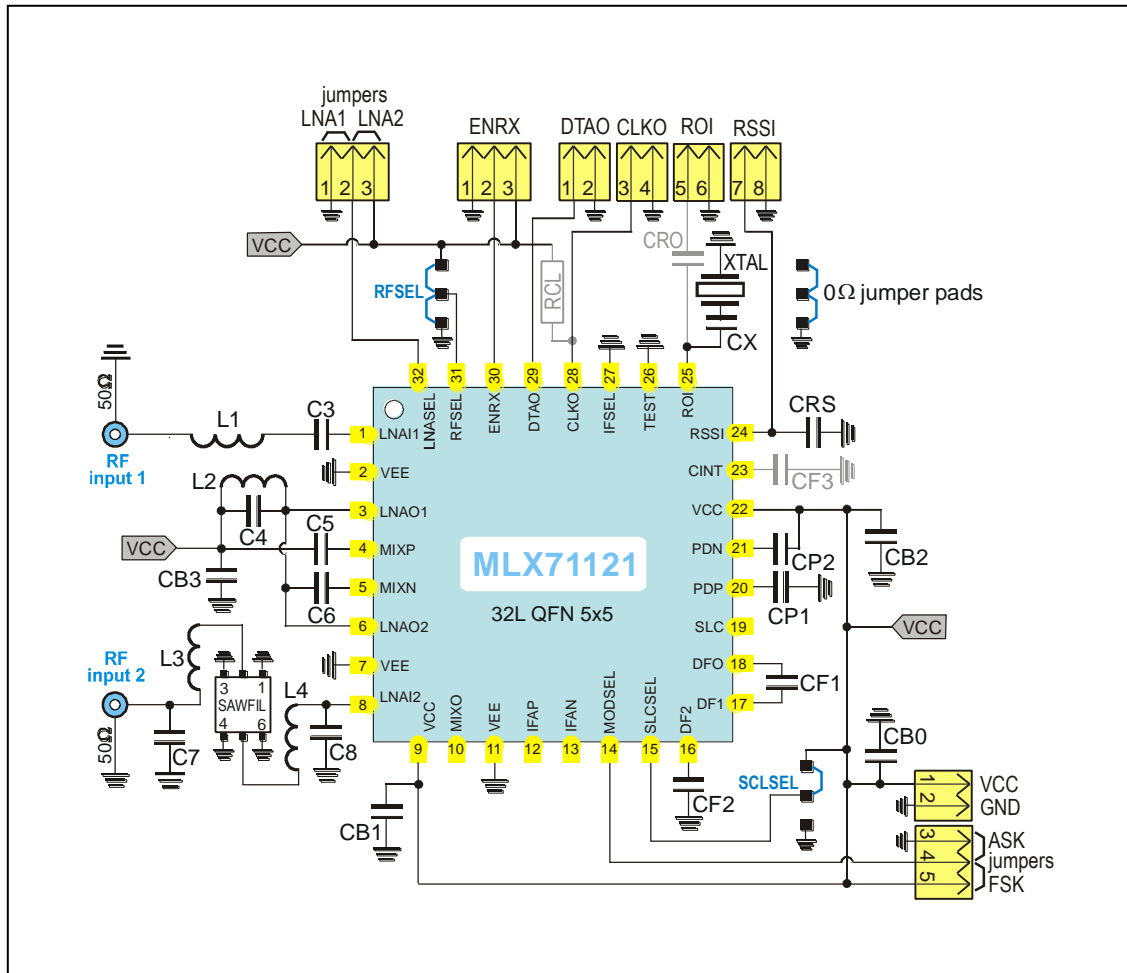 jumpers
LNA1 LNA2
ENRX
DTAO
CLKO
ROI
RSSI
1 2 3
1 2 3
1 2
3 4
5 6
7 8
VCC
RFSEL
RCL
CRO
XTAL
CX
0Ω jumper pads
32 31 30 29 28 27 26 25
LNASEL
RFSEL
ENRX
DTAO
CLKO
IFSEL
TEST
ROI
50Ω
RF
input 1
L1
C3
1 LNAI1
2 VEE
L2
C4
3 LNAO1
VCC
C5
4 MIXP
CB3
C6
5 MIXN
6 LNAO2
7 VEE
8 LNAI2
MLX71121
32L QFN 5x5
RSSI 24
CRS
CINT 23
CF3
VCC 22
CB2
PDN 21
CP2
PDP 20
CP1
SLC 19
VCC
DFO 18
CF1
DF1 17
RF
input 2
50Ω
L3
C7
3 1
SAWFIL
4 6
L4
C8
VCC
MIXO
VEE
IFAP
IFAN
MODSEL
SLCSEL
DF2
9 10 11 12 13 14 15 16
CB1
CF2
SCLSEL
CB0
1 VCC
2 GND
3 ASK
4 jumpers
5 FSK